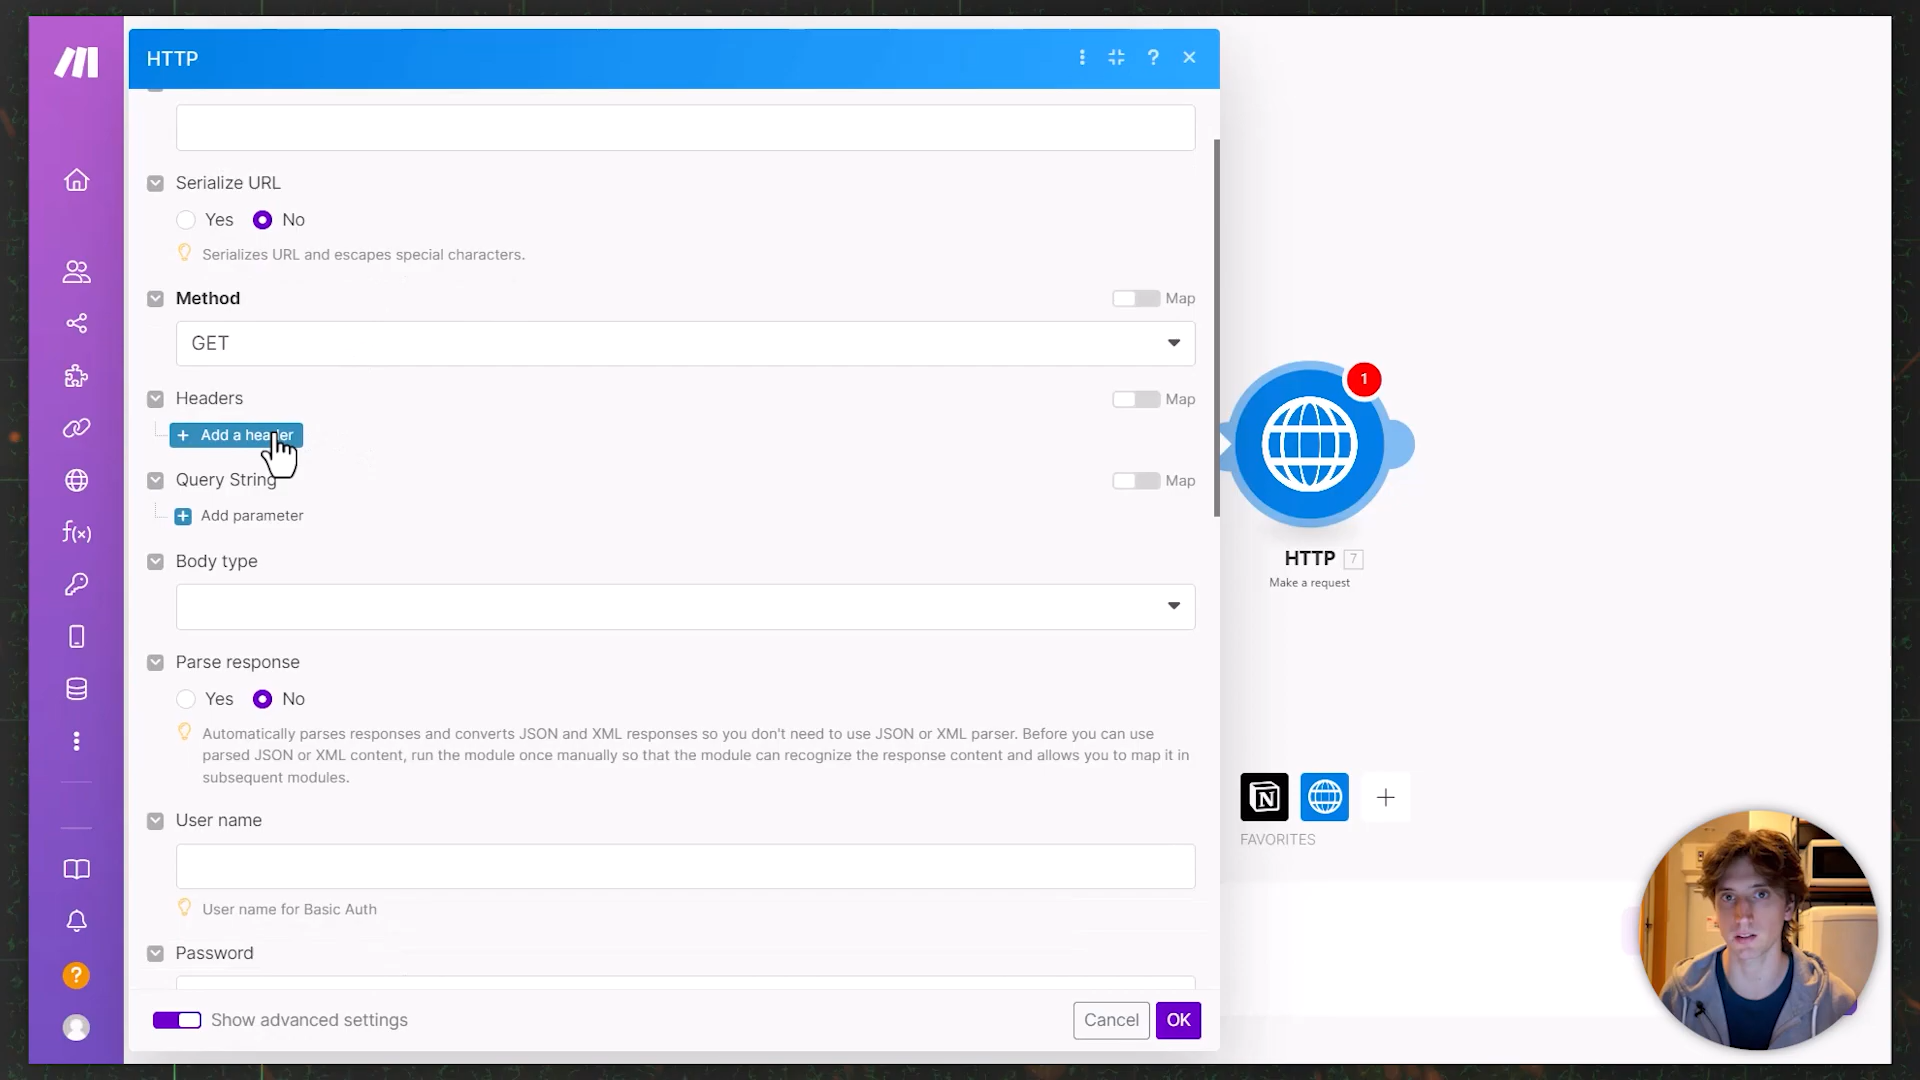 HTTP
?
Serialize URL
Yes
No
Serializes URL and escapes special characters.
Method
Map
GET
Headers
Map
+ Add a header
Query String
Map
+ Add parameter
Body type
Parse response
Yes
No
Automatically parses responses and converts JSON and XML responses so you don't need to use JSON or XML parser. Before you can use
parsed JSON or XML content, run the module once manually so that the module can recognize the response content and allows you to map it in
subsequent modules.
User name
User name for Basic Auth
Password
Show advanced settings
Cancel
OK
f(x)
?
1
HTTP 7
Make a request
N
+
FAVORITES